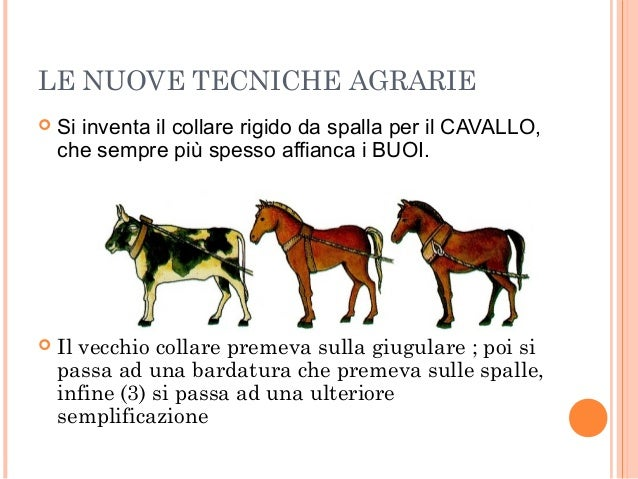 LE NUOVE TECNICHE AGRARIE
Si inventa il collare rigido da spalla per il CAVALLO,
che sempre più spesso affianca i BUOI.
Il vecchio collare premeva sulla giugulare ; poi si
passa ad una bardatura che premeva sulle spalle,
infine (3) si passa ad una ulteriore
semplificazione